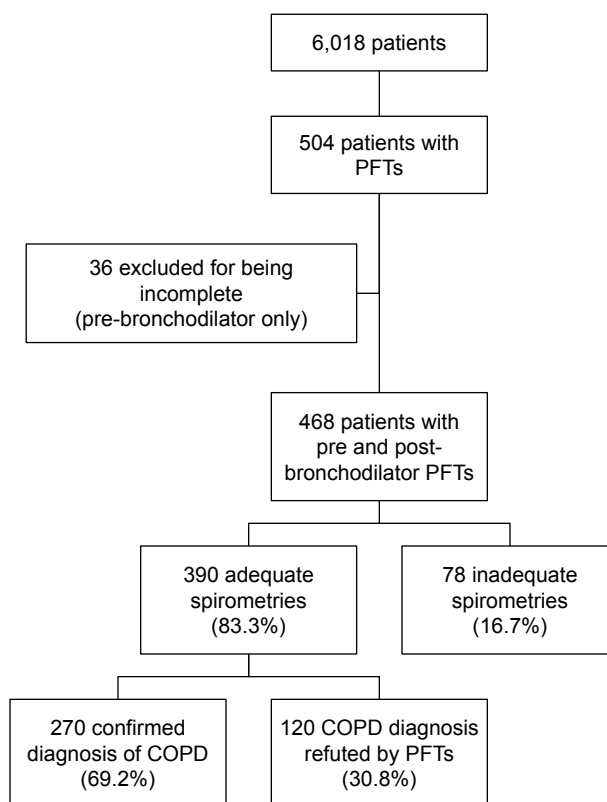 6,018 patients
504 patients with
PFTs
36 excluded for being
incomplete
(pre-bronchodilator only)
468 patients with
pre and post-
bronchodilator PFTs
390 adequate
spirometries
(83.3%)
78 inadequate
spirometries
(16.7%)
270 confirmed
diagnosis of COPD
(69.2%)
120 COPD diagnosis
refuted by PFTs
(30.8%)